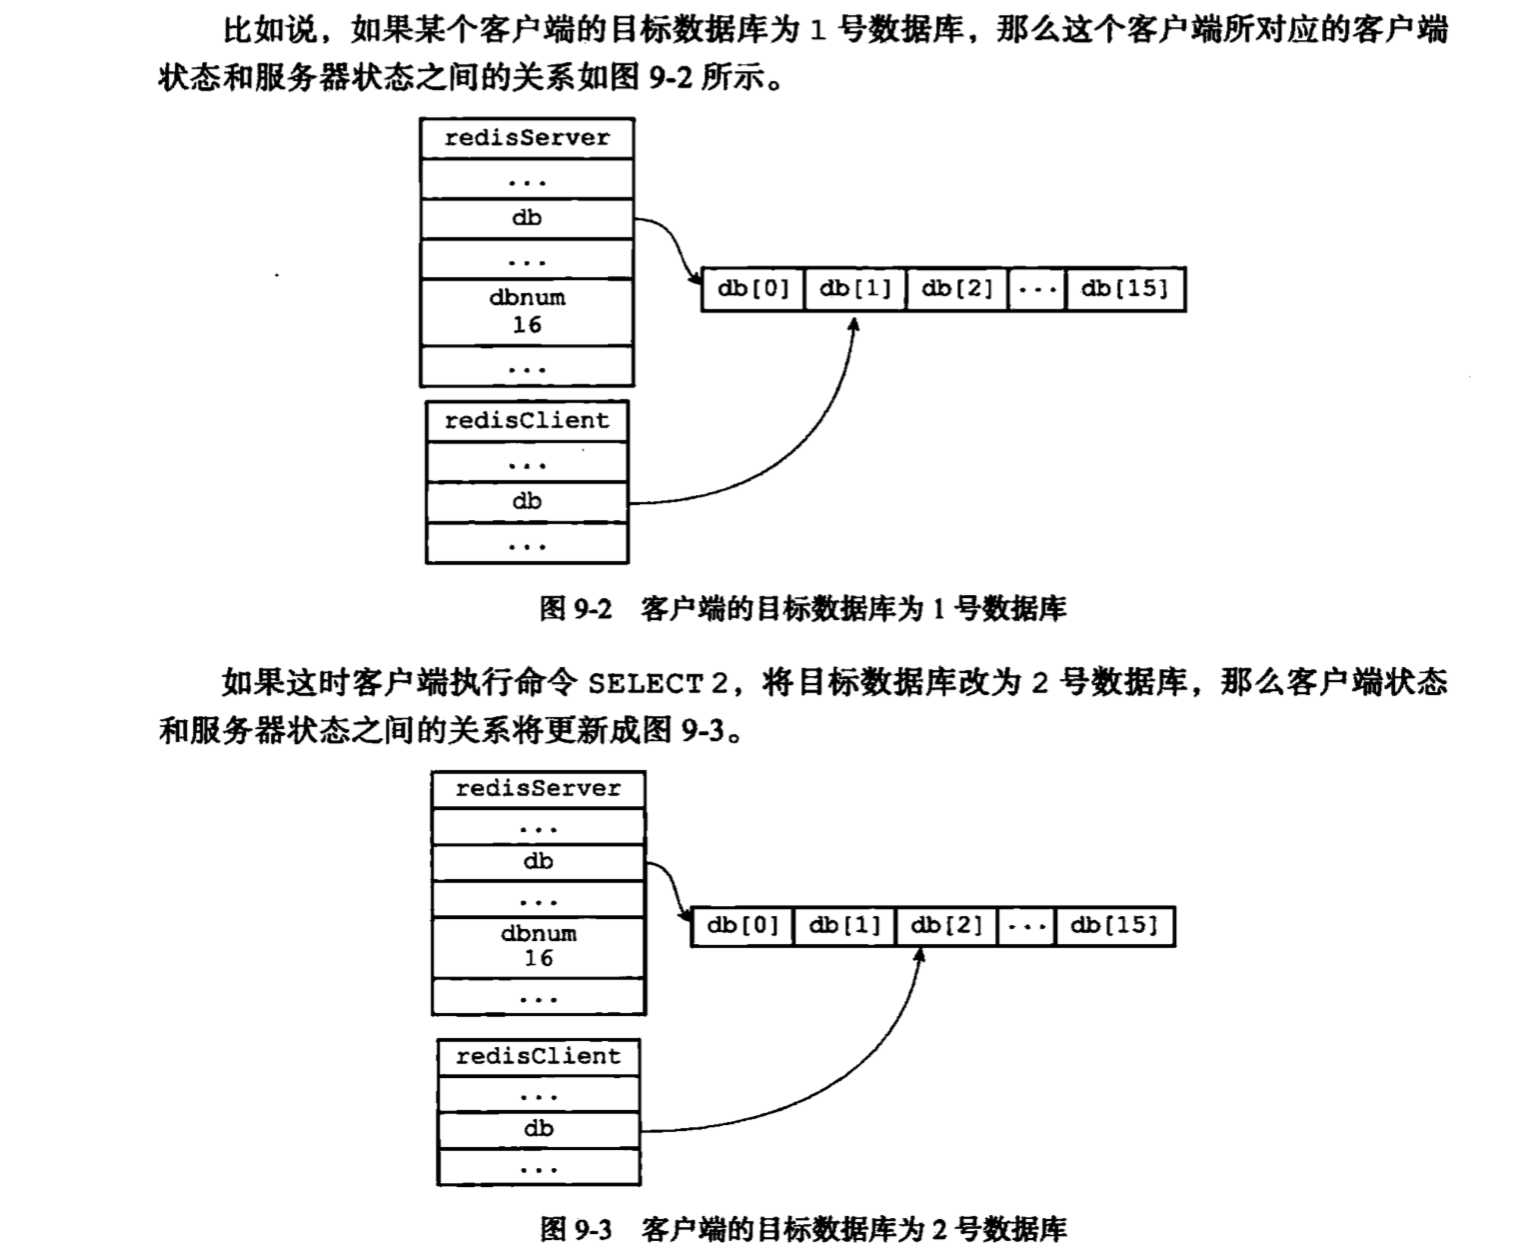 比如说，如果某个客户端的目标数据库为 1 号数据库，那么这个客户端所对应的客户端
状态和服务器状态之间的关系如图 9-2 所示。
redisServer
...
db
...
dbnum
16
...
db[0] db[1] db[2] ... db[15]
redisClient
...
db
...
图 9-2 客户端的目标数据库为 1 号数据库
如果这时客户端执行命令 SELECT 2，将目标数据库改为 2 号数据库，那么客户端状态
和服务器状态之间的关系将更新成图 9-3。
redisServer
...
db
...
dbnum
16
...
db[0] db[1] db[2] ... db[15]
redisClient
...
db
...
图 9-3 客户端的目标数据库为 2 号数据库